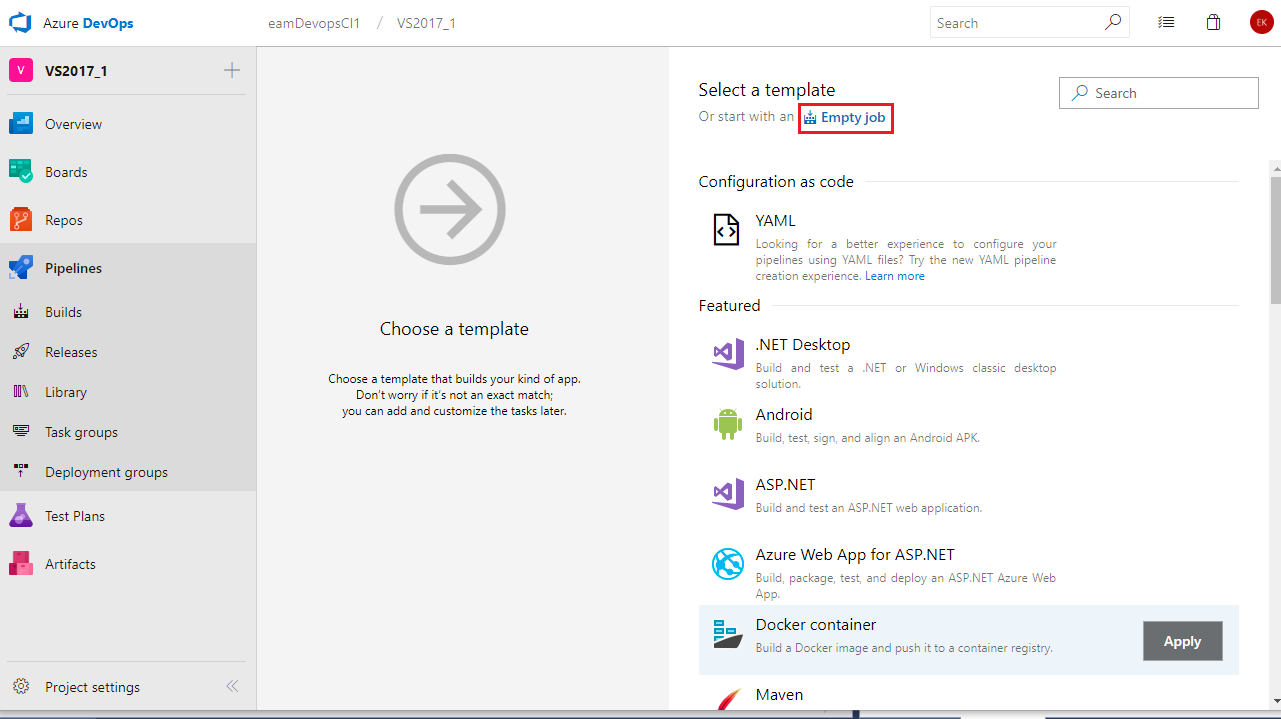 Azure DevOps
eamDevopsCI1 / VS2017_1
Search
EK
V VS2017_1
Overview
Boards
Repos
Pipelines
Builds
Releases
Library
Task groups
Deployment groups
Test Plans
Artifacts
Project settings
Choose a template
Choose a template that builds your kind of app.
Don't worry if it's not an exact match;
you can add and customize the tasks later.
Select a template
Or start with an Empty job
Search
Configuration as code
YAML
Looking for a better experience to configure your
pipelines using YAML files? Try the new YAML pipeline
creation experience. Learn more
Featured
.NET Desktop
Build and test a .NET or Windows classic desktop
solution.
Android
Build, test, sign, and align an Android APK.
ASP.NET
Build and test an ASP.NET web application.
Azure Web App for ASP.NET
Build, package, test, and deploy an ASP.NET Azure Web
App.
Docker container
Build a Docker image and push it to a container registry.
Apply
Maven